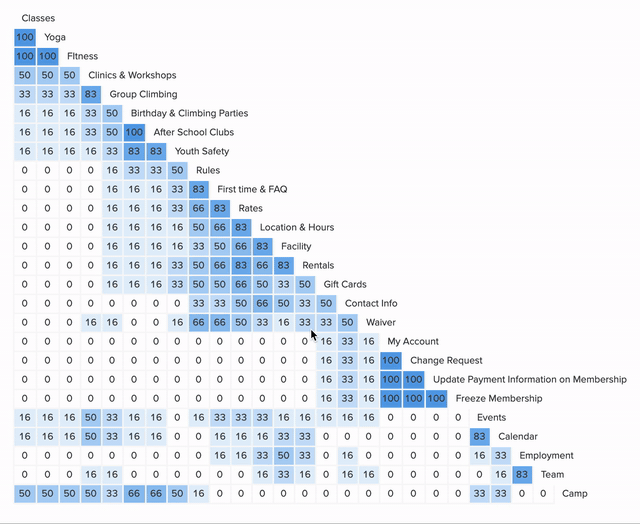 Classes
100 Yoga
100 100 FItness
50 50 50 Clinics & Workshops
33 33 33 83 Group Climbing
16 16 16 33 50 Birthday & Climbing Parties
16 16 16 33 50 100 After School Clubs
16 16 16 16 33 83 83 Youth Safety
0 0 0 0 16 33 33 50 Rules
0 0 0 0 16 16 16 33 83 First time & FAQ
0 0 0 0 16 16 16 33 66 83 Rates
0 0 0 0 16 16 16 16 50 66 83 Location & Hours
0 0 0 0 16 16 16 16 33 50 66 83 Facility
0 0 0 0 16 16 16 33 50 66 83 66 83 Rentals
0 0 0 0 16 16 16 33 50 50 66 50 33 50 Gift Cards
0 0 0 0 0 0 0 0 33 33 50 66 50 33 50 Contact Info
0 0 0 16 16 0 0 16 66 66 50 33 16 33 33 50 Waiver
0 0 0 0 0 0 0 0 0 0 0 0 0 0 16 33 16 My Account
0 0 0 0 0 0 0 0 0 0 0 0 0 0 16 33 16 100 Change Request
0 0 0 0 0 0 0 0 0 0 0 0 0 0 16 33 16 100 100 Update Payment Information on Membership
0 0 0 0 0 0 0 0 0 0 0 0 0 0 16 33 16 100 100 100 Freeze Membership
16 16 16 50 33 16 16 0 16 33 33 33 16 16 16 16 16 0 0 0 0 Events
16 16 16 50 33 16 16 0 0 16 16 16 33 33 0 0 0 0 0 0 0 83 Calendar
0 0 0 0 0 0 0 0 0 16 16 33 50 33 0 16 0 0 0 0 0 16 33 Employment
0 0 0 16 16 0 0 0 0 0 0 16 33 16 0 16 16 0 0 0 0 0 16 83 Team
50 50 50 50 33 66 66 50 16 0 0 0 0 0 0 0 0 0 0 0 0 33 33 0 0 Camp